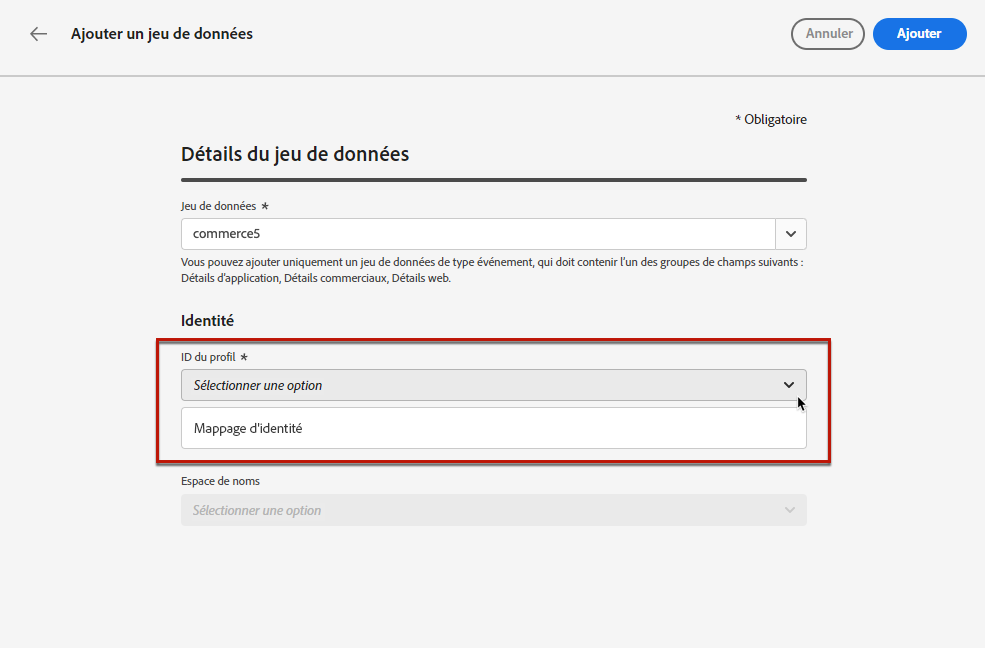 Ajouter un jeu de données
Annuler
Ajouter
* Obligatoire
Détails du jeu de données
Jeu de données *
commerce5
Vous pouvez ajouter uniquement un jeu de données de type événement, qui doit contenir l'un des groupes de champs suivants :
Détails d'application, Détails commerciaux, Détails web.
Identité
ID du profil *
Sélectionner une option
Mappage d'identité
Espace de noms
Sélectionner une option